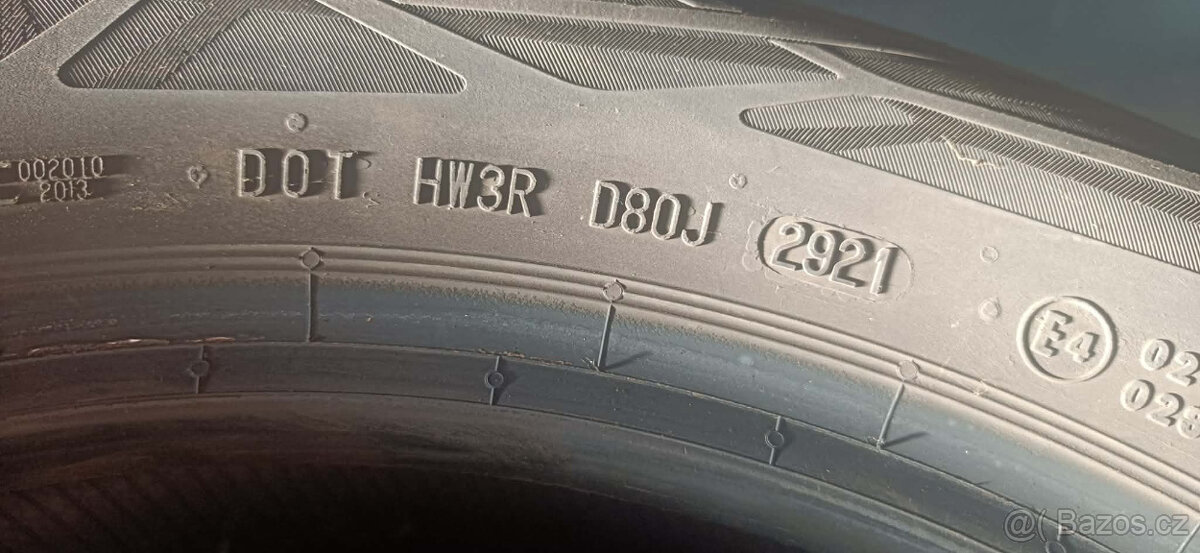 002010
2013
DOT HW3R D80J 2921
E4
@( Bazos.cz